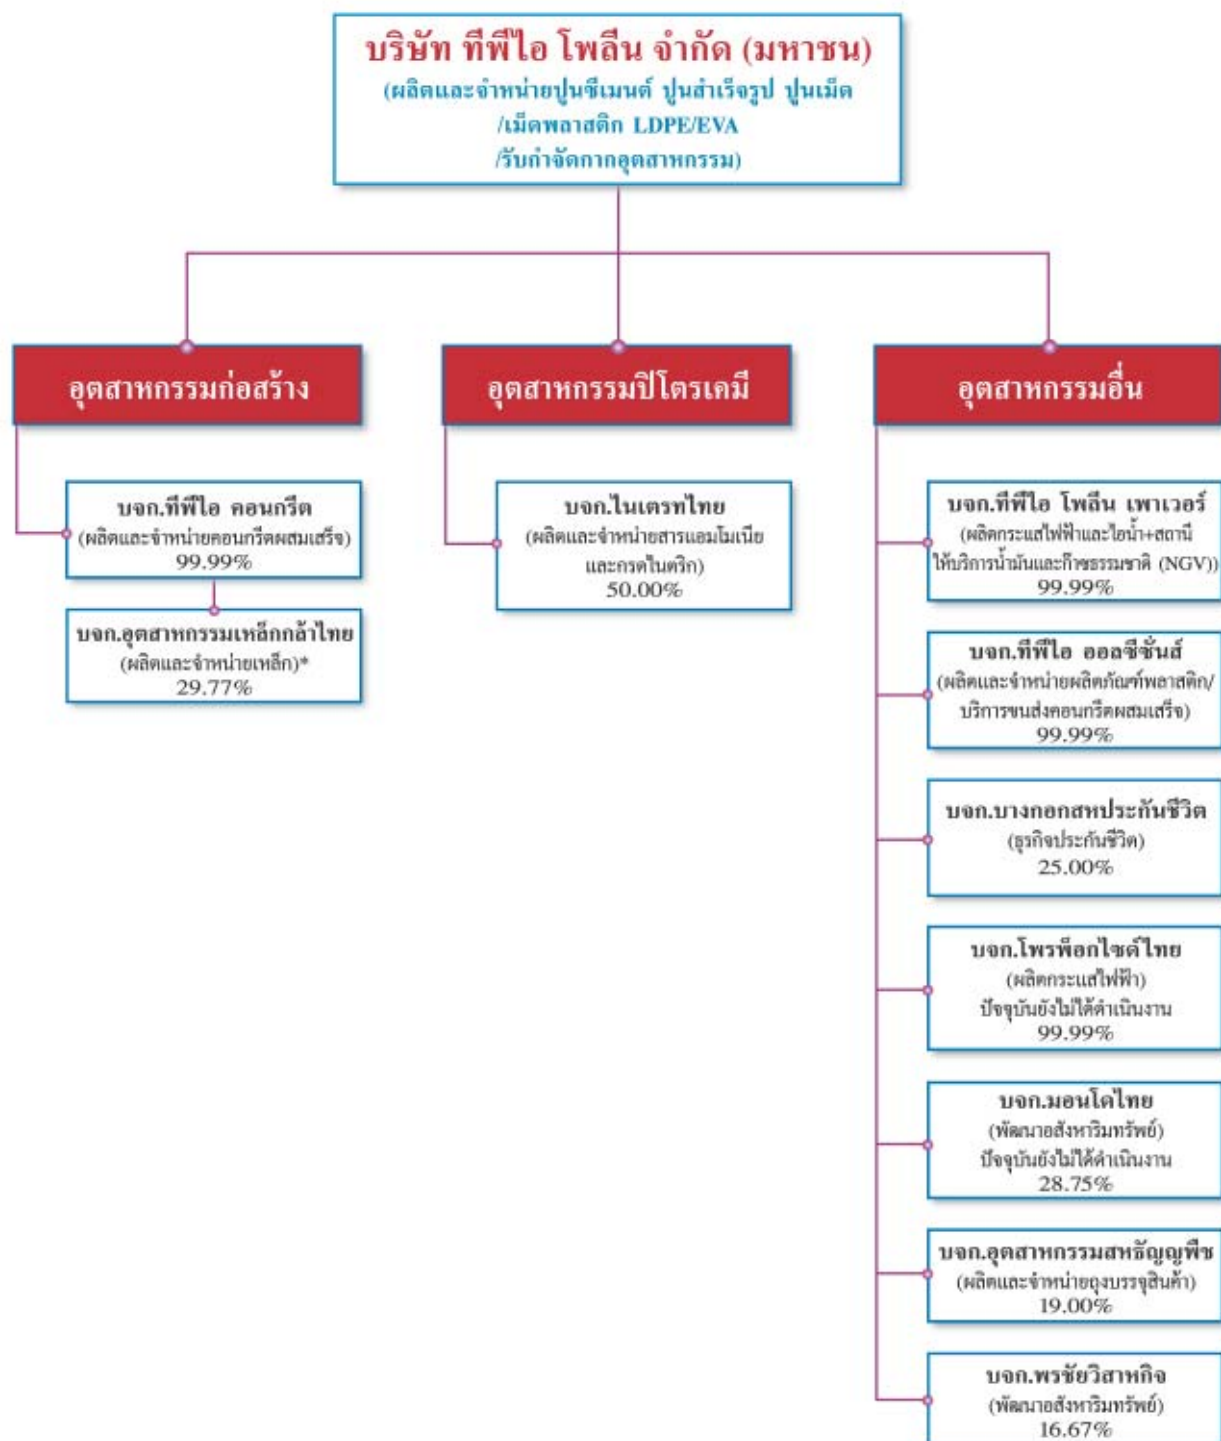 บริษัท ทีพีไอ โพลีน จำกัด (มหาชน)
(ผลิตและจำหน่ายปูนซีเมนต์ ปูนสำเร็จรูป ปูนเม็ด
/เม็ดพลาสติก LDPE/EVA
/รับกำจัดกากอุตสาหกรรม)
อุตสาหกรรมก่อสร้าง
บจก.ทีพีไอ คอนกรีต
(ผลิตและจำหน่ายคอนกรีตผสมเสร็จ)
99.99%
บจก.อุตสาหกรรมเหล็กกล้าไทย
(ผลิตและจำหน่ายเหล็ก)*
29.77%
อุตสาหกรรมปิโตรเคมี
บจก.ไนเตรทไทย
(ผลิตและจำหน่ายสารแอมโมเนีย
และกรดไนตริก)
50.00%
อุตสาหกรรมอื่น
บจก.ทีพีไอ โพลีน เพาเวอร์
(ผลิตกระแสไฟฟ้าและไอน้ำ+สถานี
ให้บริการน้ำมันและก๊าซธรรมชาติ (NGV))
99.99%
บจก.ทีพีไอ ออลซีซั่นส์
(ผลิตและจำหน่ายผลิตภัณฑ์พลาสติก/
บริการขนส่งคอนกรีตผสมเสร็จ)
99.99%
บจก.บางกอกสหประกันชีวิต
(ธุรกิจประกันชีวิต)
25.00%
บจก.โพรพ็อกไซด์ไทย
(ผลิตกระแสไฟฟ้า)
ปัจจุบันยังไม่ได้ดำเนินงาน
99.99%
บจก.มอนโดไทย
(พัฒนาอสังหาริมทรัพย์)
ปัจจุบันยังไม่ได้ดำเนินงาน
28.75%
บจก.อุตสาหกรรมสหธัญญพืช
(ผลิตและจำหน่ายถุงบรรจุสินค้า)
19.00%
บจก.พรชัยวิสาหกิจ
(พัฒนาอสังหาริมทรัพย์)
16.67%